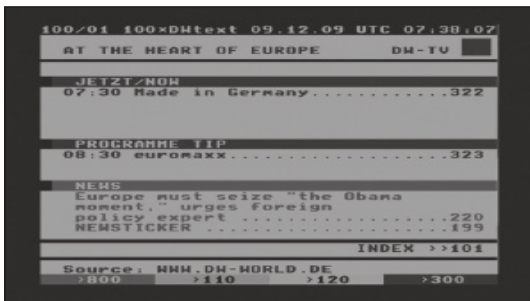 100/01 100×DWtext 09.12.09 UTC 07:38:07
AT THE HEART OF EUROPE DW-TV
JETZT/NOW
07:30 Made in Germany.............322
PROGRAMME TIP
08:30 euromaxx....................323
NEWS
Europe must seize "the Obama
moment," urges foreign
policy expert ....................220
NEWSTICKER .......................199
INDEX >>101
Source: WWW.DW-WORLD.DE
>800 >110 >120 >300